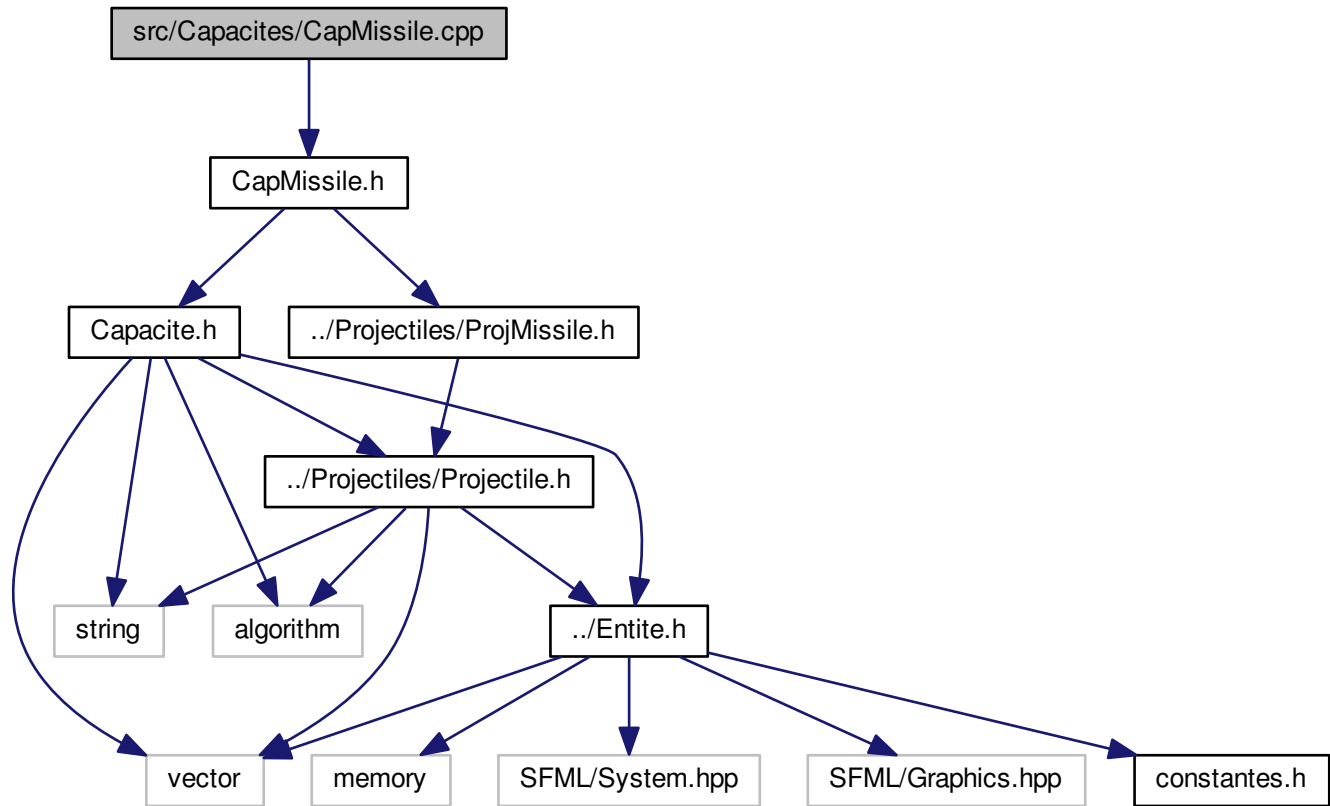 src/Capacites/CapMissile.cpp
CapMissile.h
Capacite.h
../Projectiles/ProjMissile.h
../Projectiles/Projectile.h
string
algorithm
../Entite.h
vector
memory
SFML/System.hpp
SFML/Graphics.hpp
constantes.h